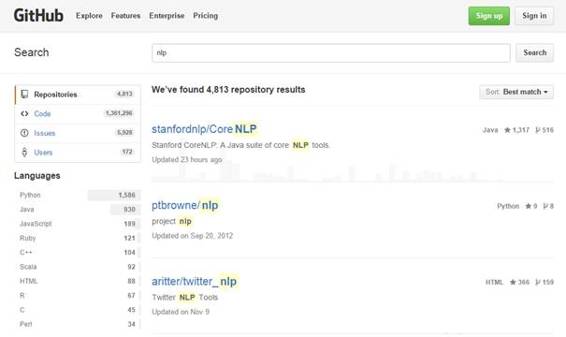 GitHub Explore Features Enterprise Pricing Sign up Sign in
Search nlp Search
Repositories 4,813
Code 1,361,296
Issues 5,928
Users 172
Languages
Python 1,586
Java 930
JavaScript 189
Ruby 121
C++ 104
Scala 92
HTML 88
R 67
C 45
Perl 34
We've found 4,813 repository results Sort: Best match
stanfordnlp/CoreNLP Java 1,317 516
Stanford CoreNLP: A Java suite of core NLP tools.
Updated 23 hours ago
ptbrowne/nlp Python 9 8
project nlp
Updated on Sep 20, 2012
aritter/twitter_nlp HTML 366 159
Twitter NLP Tools
Updated on Nov 9